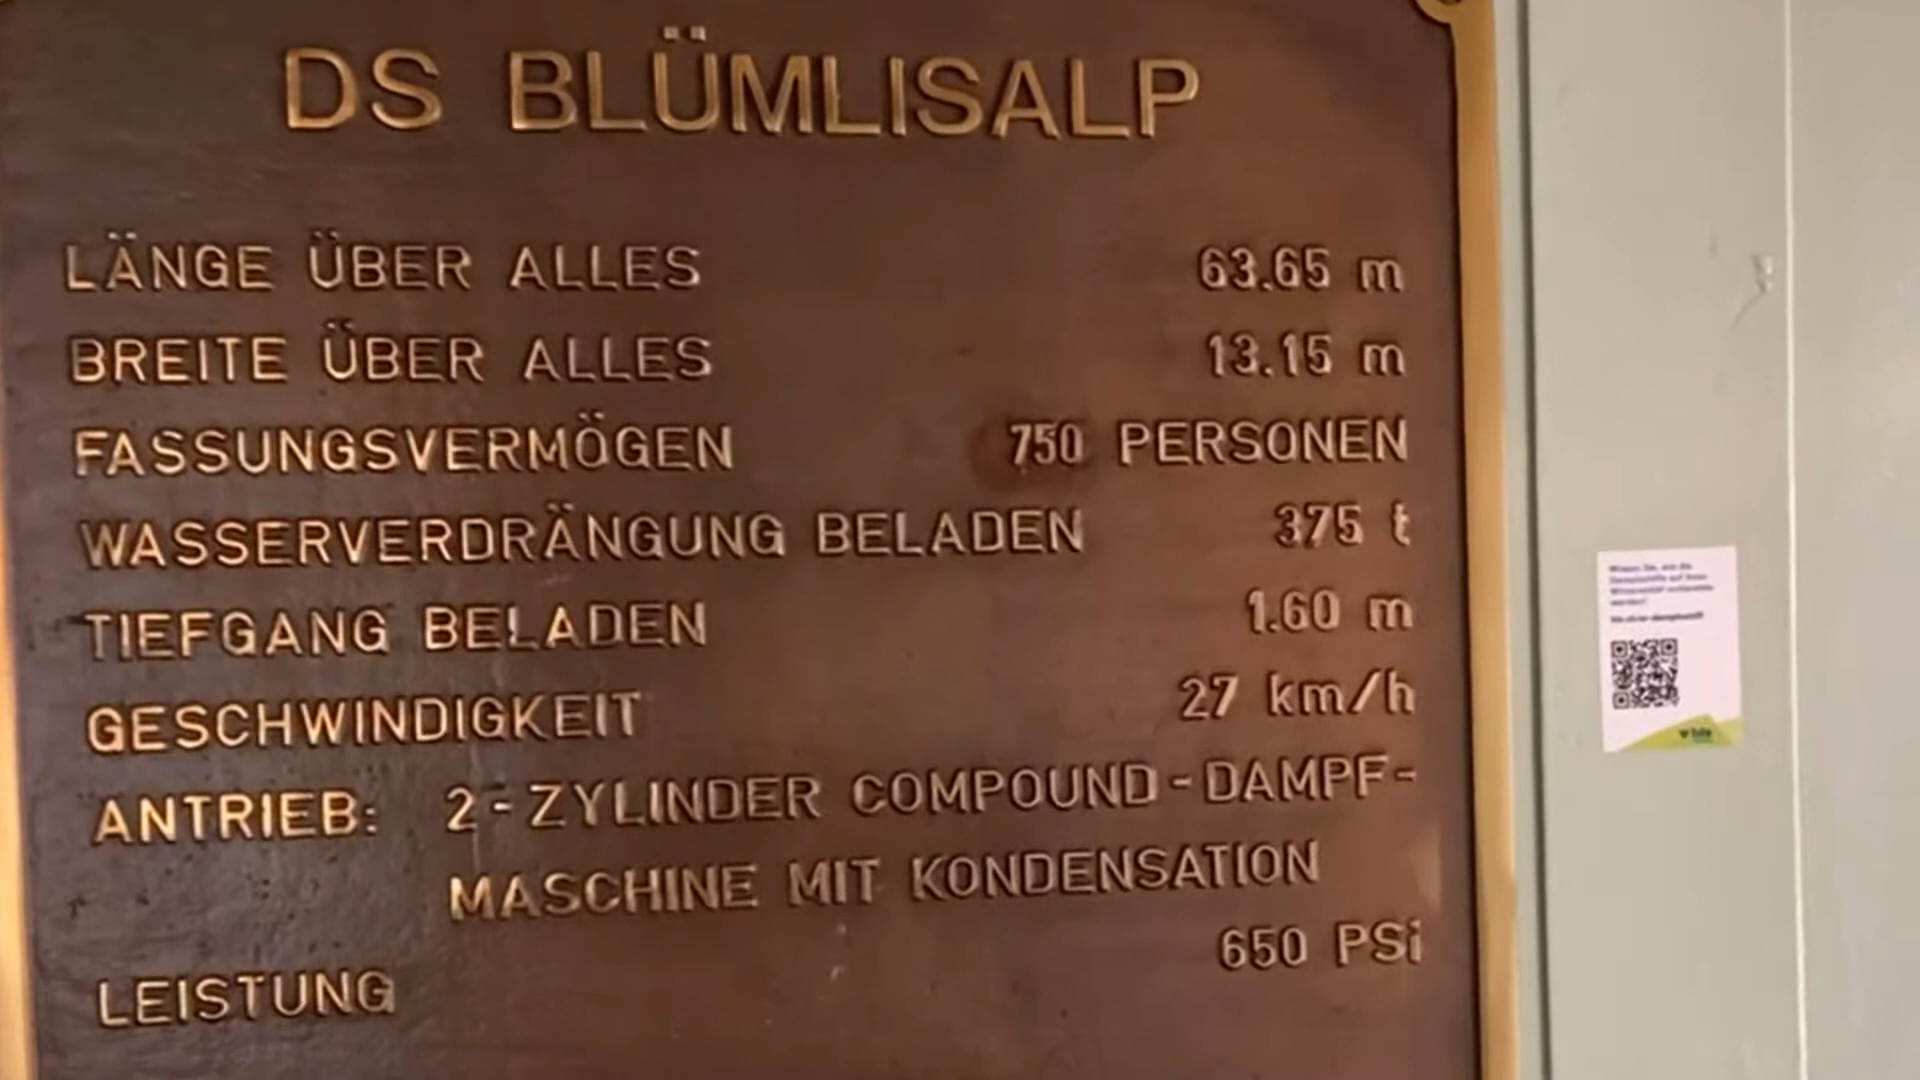 DS BLÜMLISALP
LÄNGE ÜBER ALLES 63.65 m
BREITE ÜBER ALLES 13.15 m
FASSUNGSVERMÖGEN 750 PERSONEN
WASSERVERDRÄNGUNG BELADEN 375 t
TIEFGANG BELADEN 1.60 m
GESCHWINDIGKEIT 27 km/h
ANTRIEB: 2-ZYLINDER COMPOUND-DAMPF-
MASCHINE MIT KONDENSATION
LEISTUNG 650 PSi